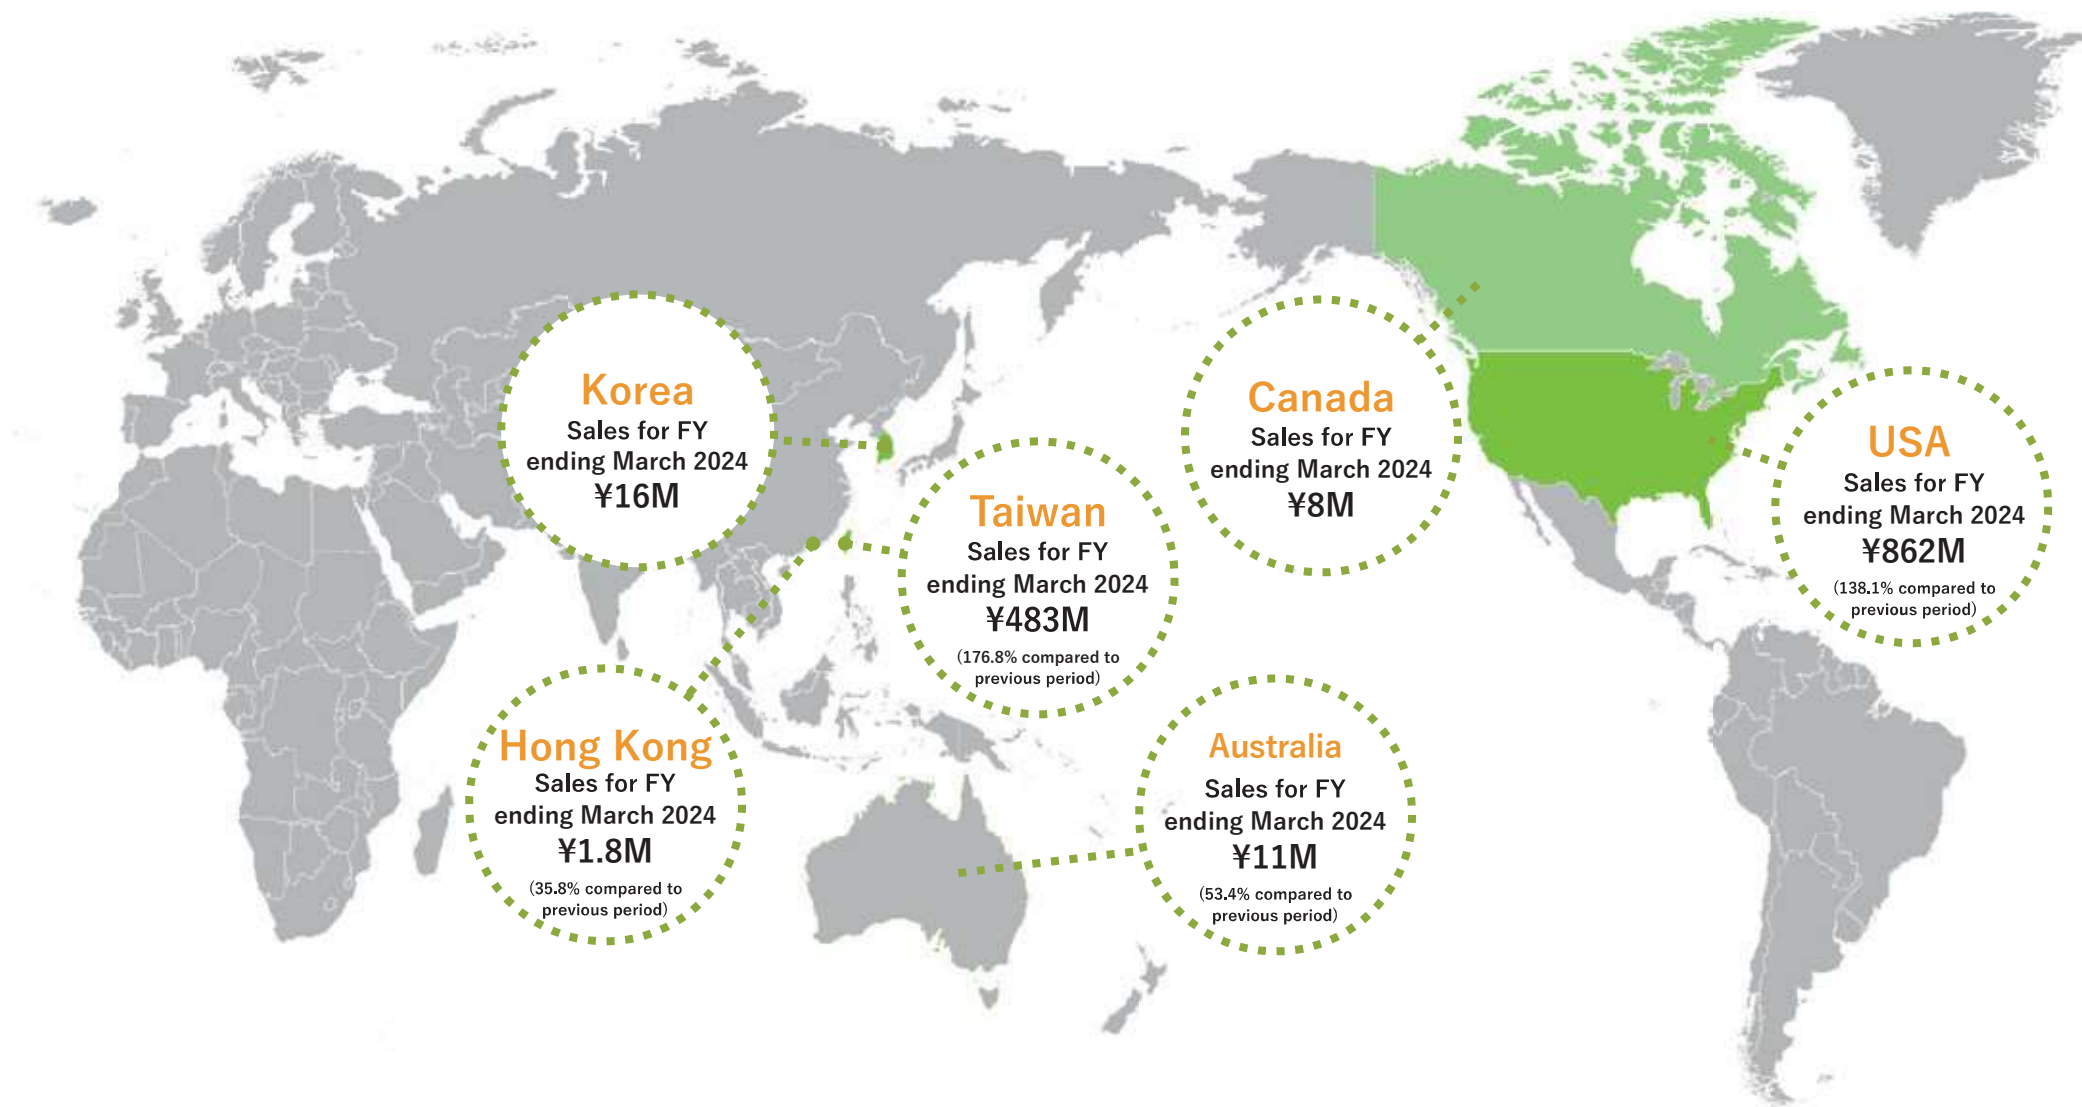 Korea
Sales for FY
ending March 2024
¥16M
Canada
Sales for FY
ending March 2024
¥8M
USA
Sales for FY
ending March 2024
¥862M
(138.1% compared to
previous period)
Taiwan
Sales for FY
ending March 2024
¥483M
(176.8% compared to
previous period)
Hong Kong
Sales for FY
ending March 2024
¥1.8M
(35.8% compared to
previous period)
Australia
Sales for FY
ending March 2024
¥11M
(53.4% compared to
previous period)